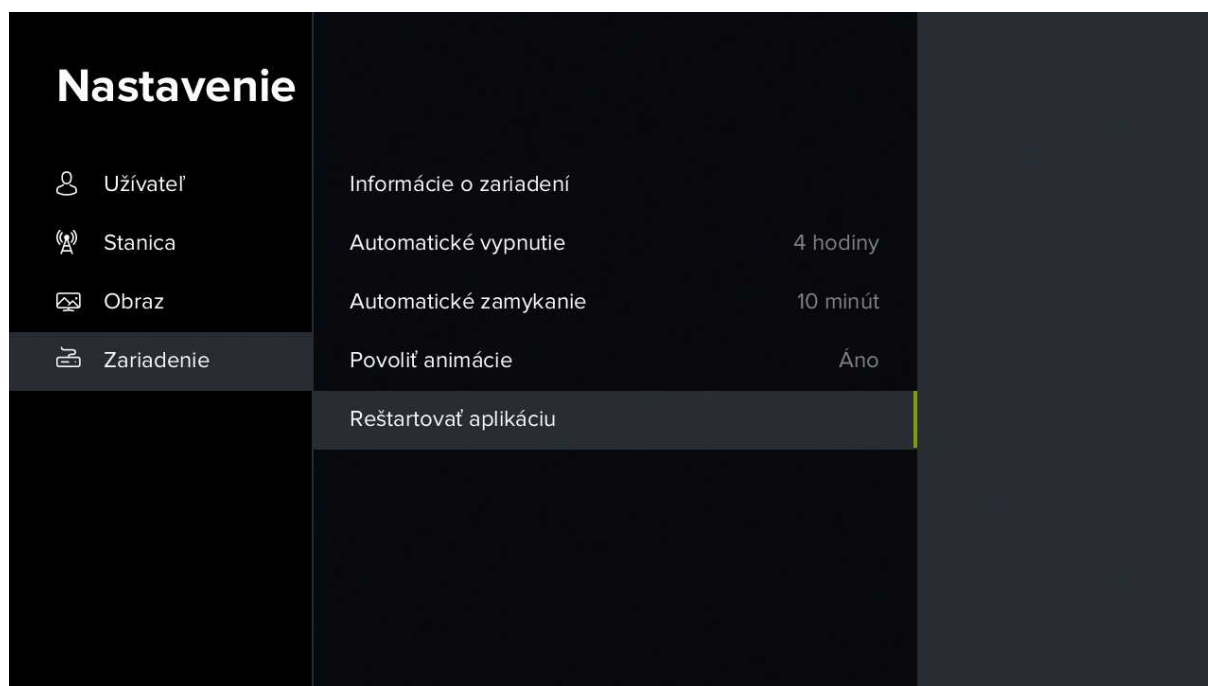 Nastavenie
Užívateľ
Stanica
Obraz
Zariadenie
Informácie o zariadení
Automatické vypnutie 4 hodiny
Automatické zamykanie 10 minút
Povoliť animácie Áno
Reštartovať aplikáciu